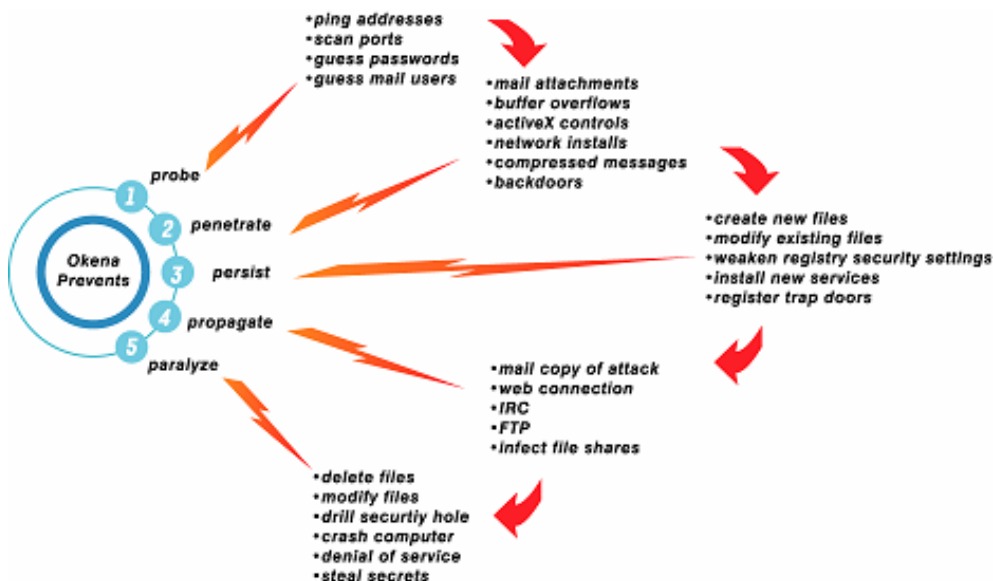 •ping addresses
•scan ports
•guess passwords
•guess mail users
•mail attachments
•buffer overflows
•activeX controls
•network installs
•compressed messages
•backdoors
•create new files
•modify existing files
•weaken registry security settings
•install new services
•register trap doors
•mail copy of attack
•web connection
•IRC
•FTP
•infect file shares
•delete files
•modify files
•drill securtiy hole
•crash computer
•denial of service
•steal secrets
Okena
Prevents
1 probe
2 penetrate
3 persist
4 propagate
5 paralyze